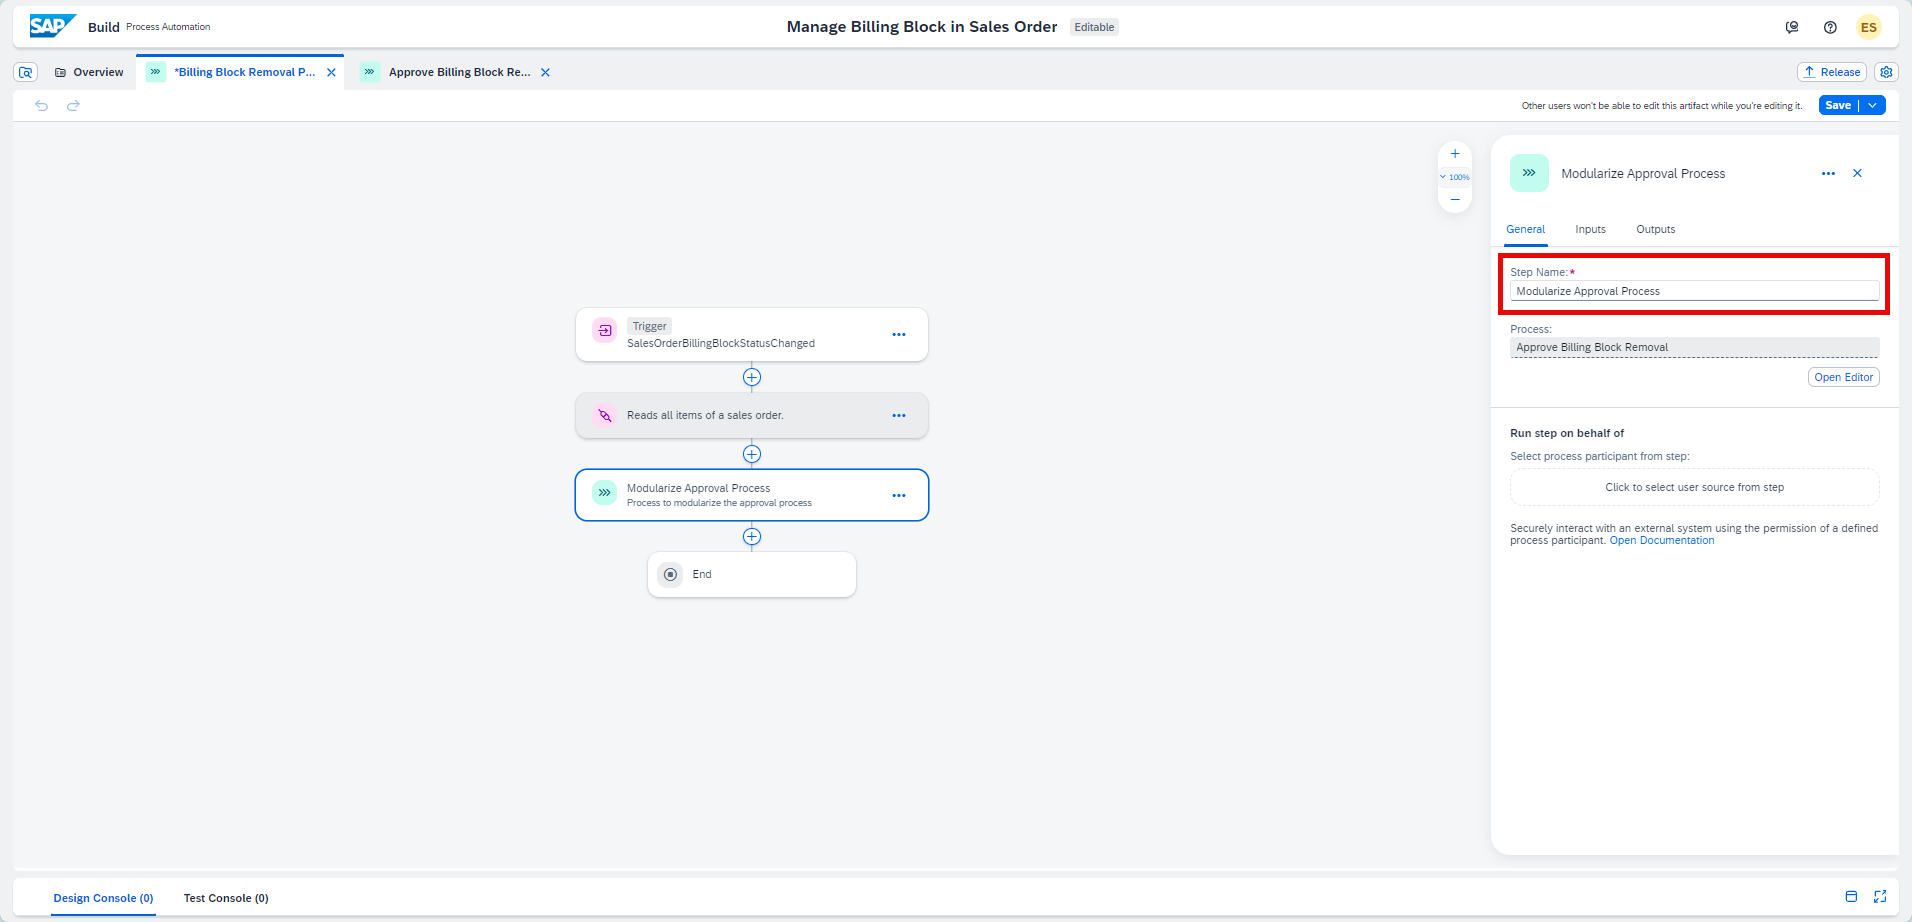 SAP Build Process Automation
Manage Billing Block in Sales Order Editable
ES
Overview
*Billing Block Removal P...
Approve Billing Block Re...
Release
Other users won't be able to edit this artifact while you're editing it.
Save
100%
Trigger
SalesOrderBillingBlockStatusChanged
Reads all items of a sales order.
Modularize Approval Process
Process to modularize the approval process
End
Modularize Approval Process
General Inputs Outputs
Step Name:*
Modularize Approval Process
Process:
Approve Billing Block Removal
Open Editor
Run step on behalf of
Select process participant from step:
Click to select user source from step
Securely interact with an external system using the permission of a defined
process participant. Open Documentation
Design Console (0) Test Console (0)